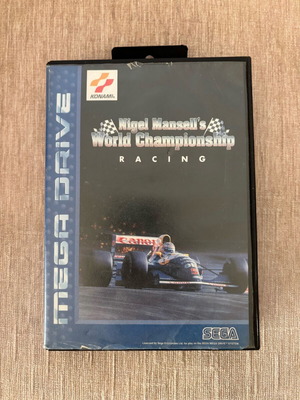 KONAMI
Nigel Mansell's
World Championship
RACING
MEGA DRIVE
Canon
SEGA